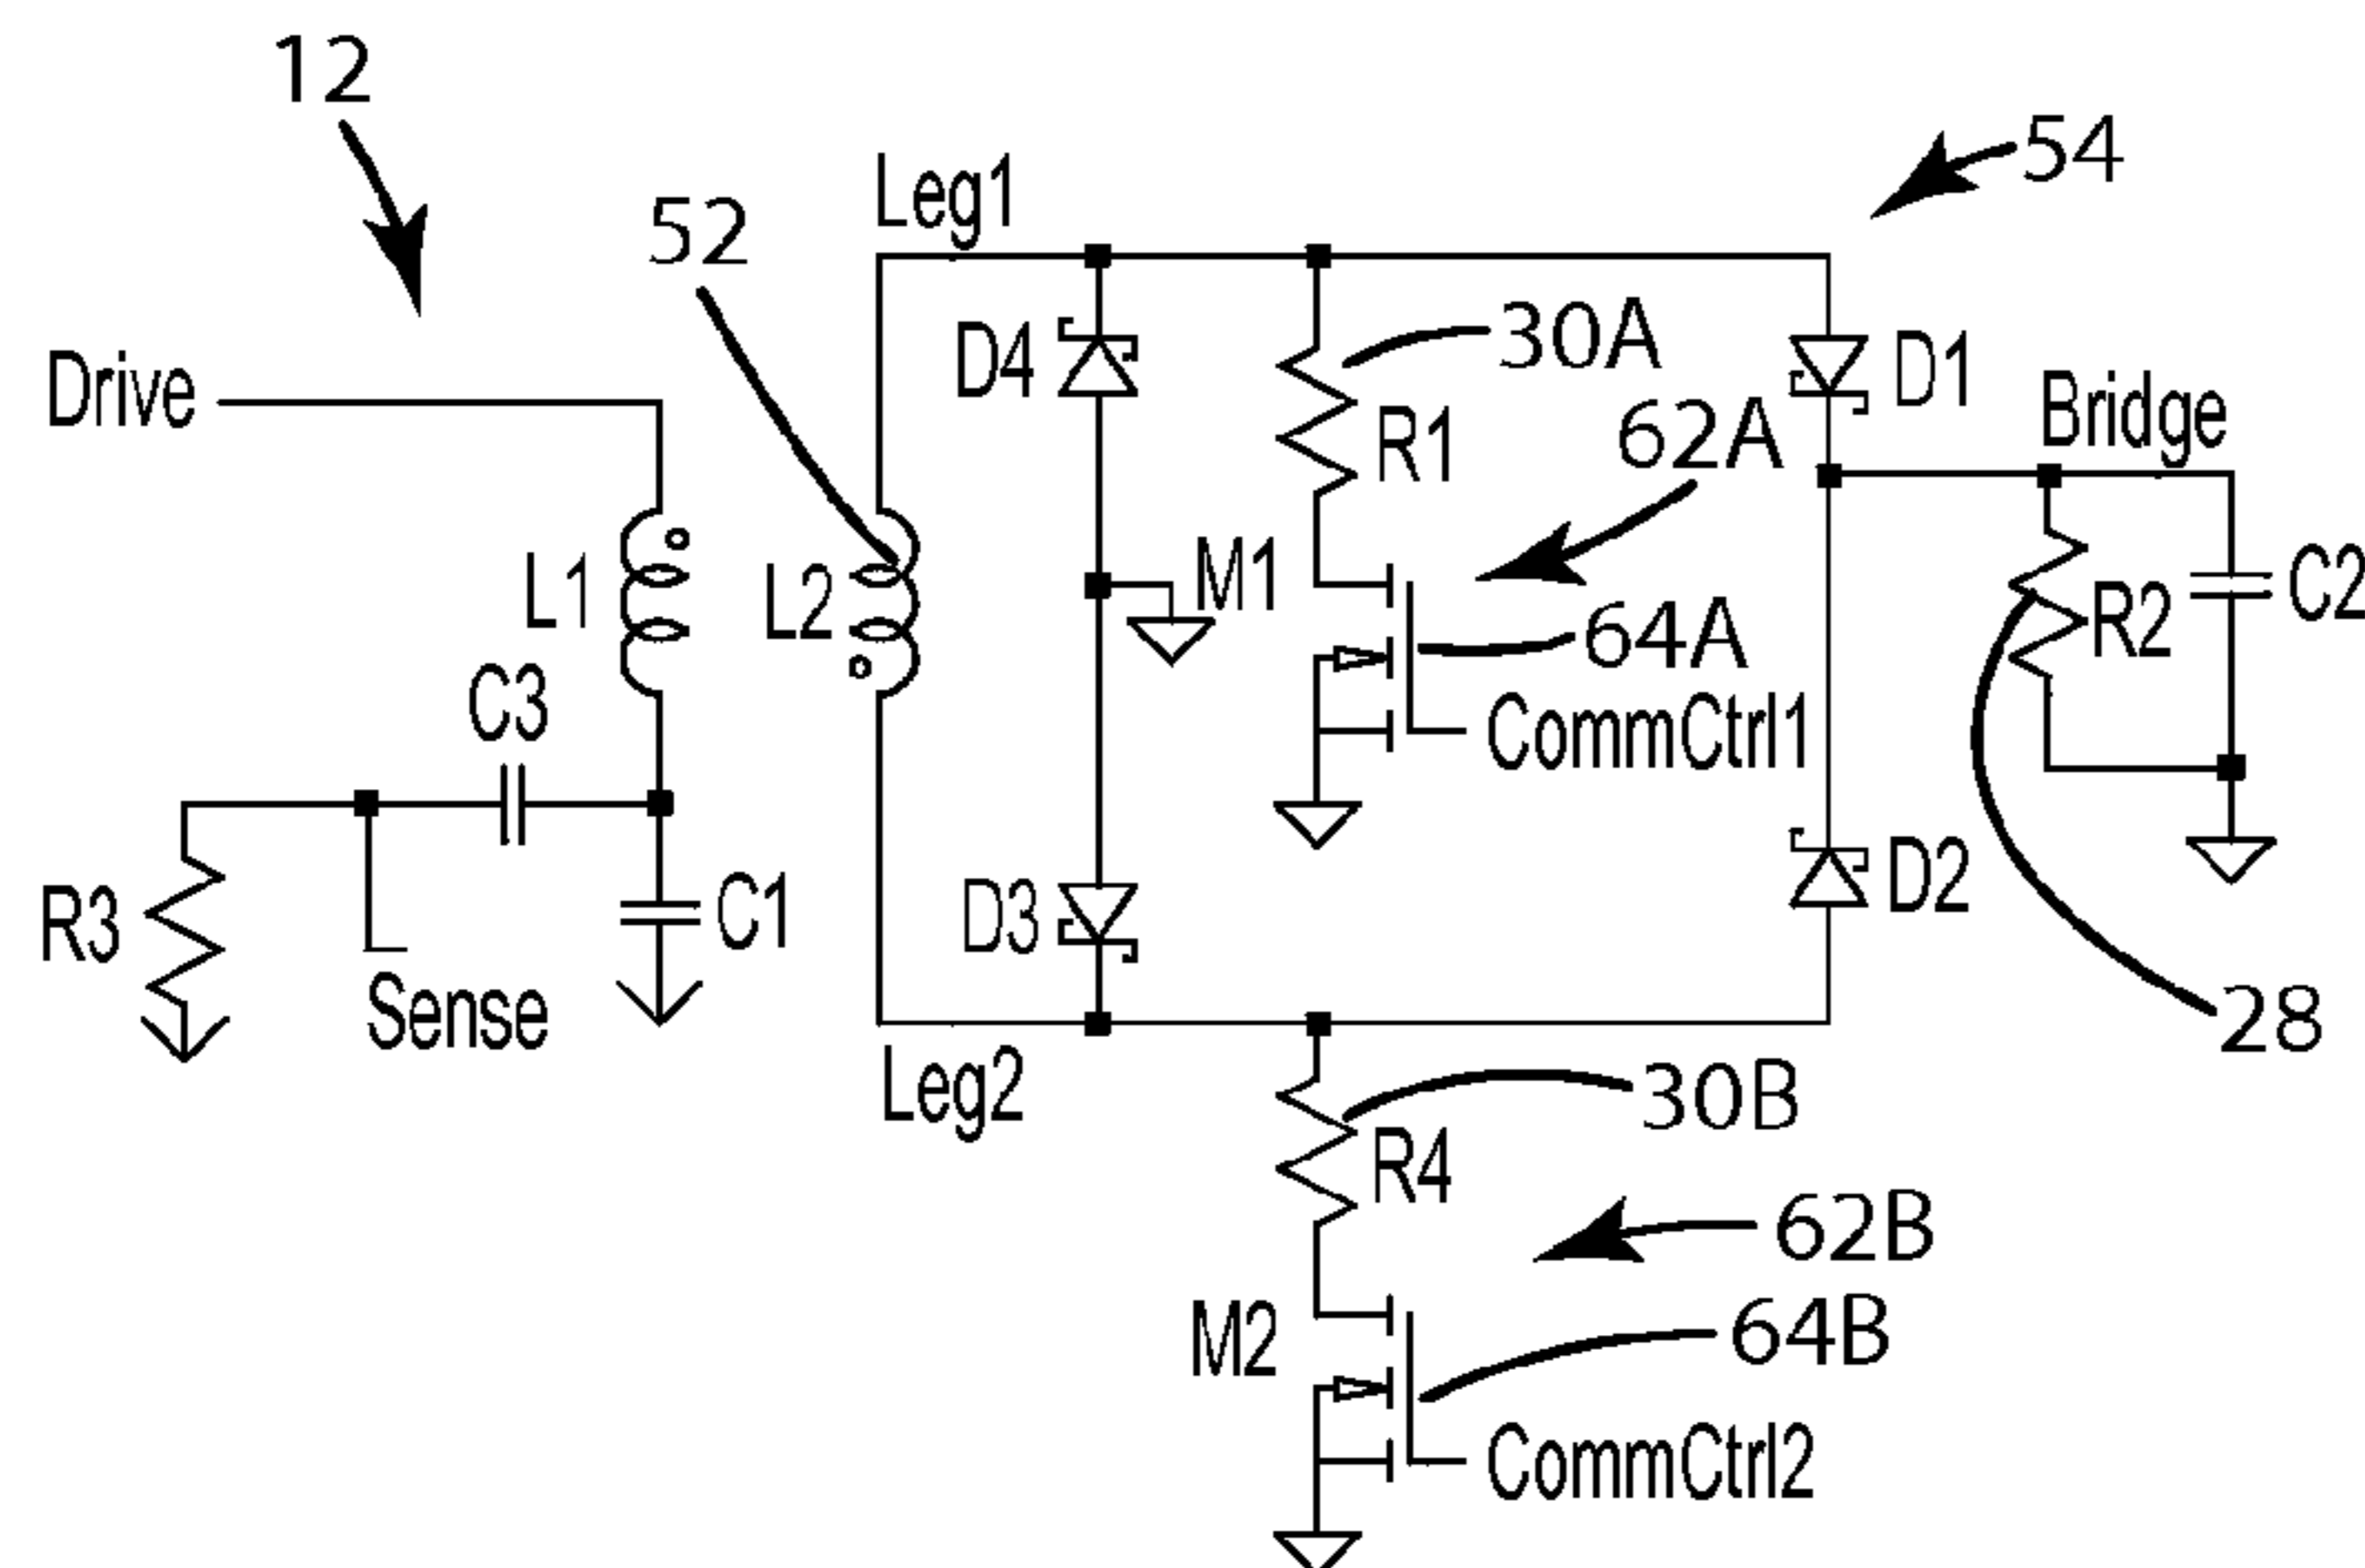 12
54
Leg1
52
30A
D4
D1
Drive
Bridge
R1
62A
M1
L1
L2
C2
R2
64A
C3
CommCtrl1
C1
D2
R3
D3
Sense
28
Leg2
30B
R4
62B
M2
64B
CommCtrl2